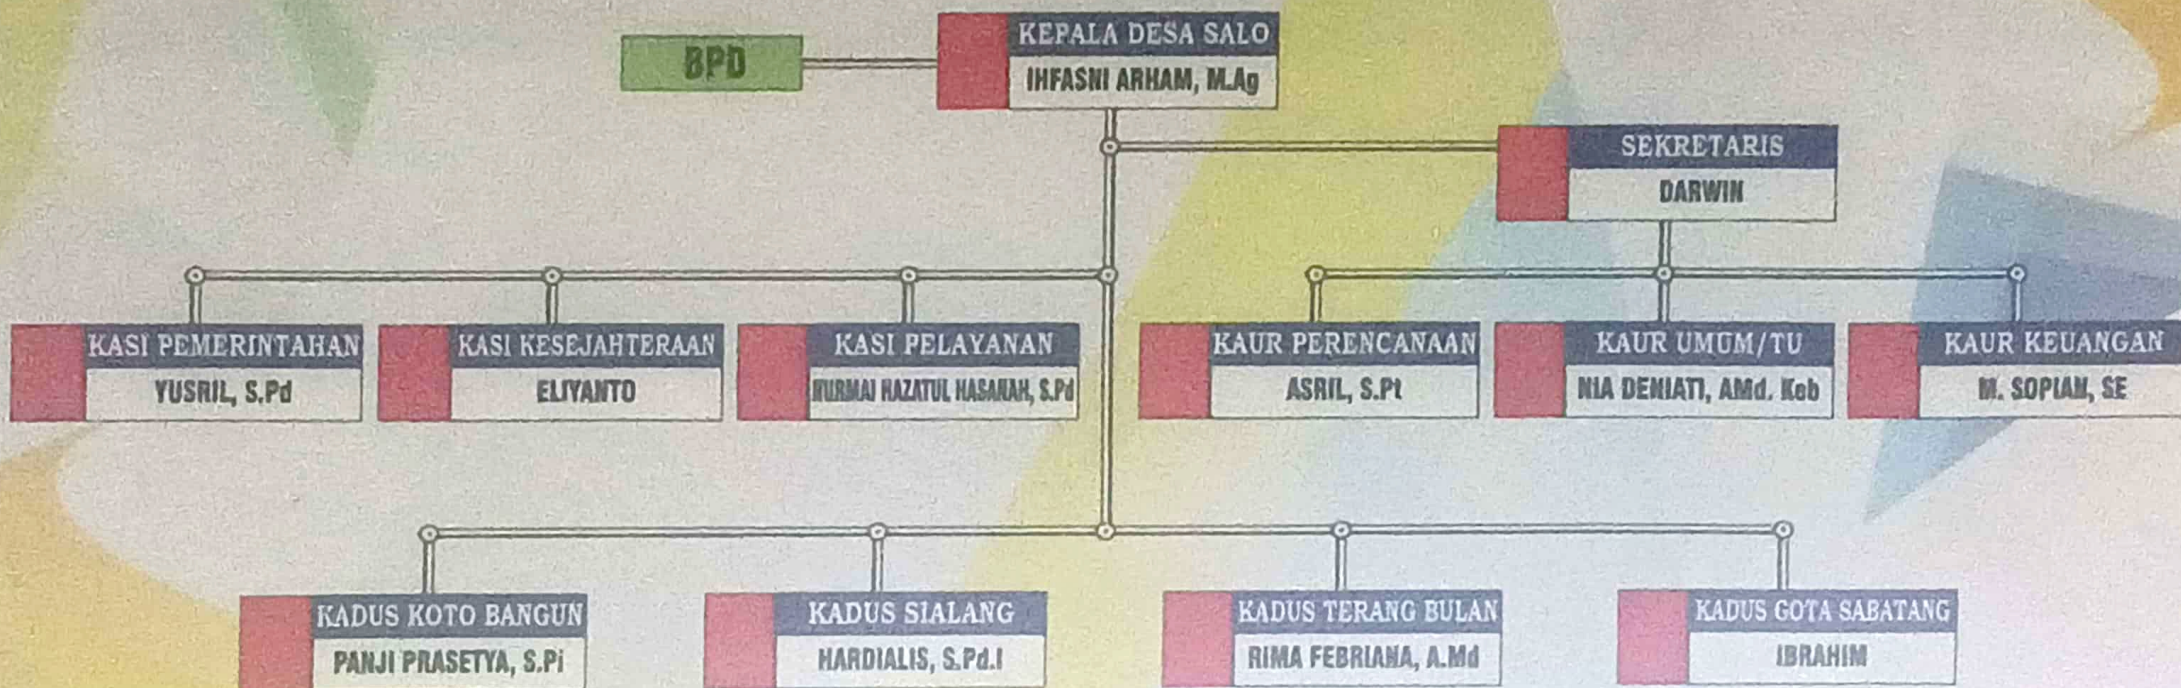 BPD
KEPALA DESA SALO
IHFASNI ARHAM, M.Ag
SEKRETARIS
DARWIN
KASI PEMERINTAHAN
YUSRIL, S.Pd
KASI KESEJAHTERAAN
ELIYANTO
KASI PELAYANAN
NURMAI HAZATUL HASANAH, S.Pd
KAUR PERENCANAAN
ASRIL, S.Pt
KAUR UMUM/TU
NIA DENIATI, AMd. Keb
KAUR KEUANGAN
M. SOPIAN, SE
KADUS KOTO BANGUN
PANJI PRASETYA, S.Pi
KADUS SIALANG
HARDIALIS, S.Pd.I
KADUS TERANG BULAN
RIMA FEBRIANA, A.Md
KADUS GOTA SABATANG
IBRAHIM